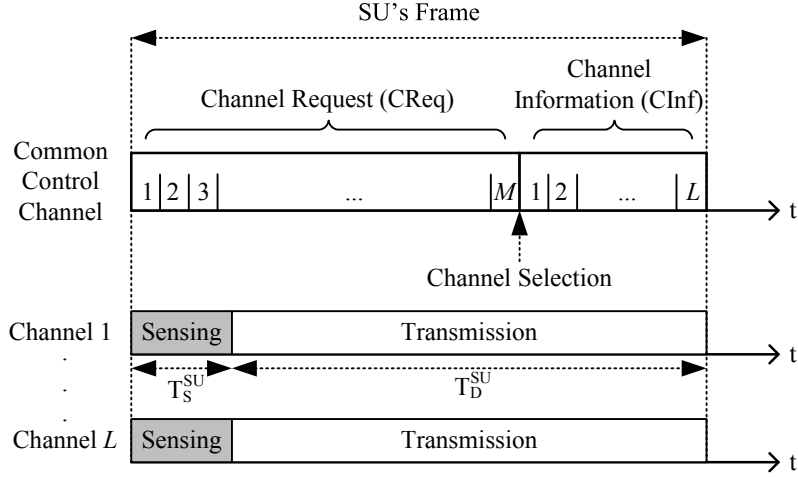 SU's Frame
Channel
Channel Request (CReq)
Information (CInf)
Common
Control
Channel
1 2 3 ... M 1 2 ... L
t
Channel Selection
Channel 1
Sensing
Transmission
t
T_S^SU
T_D^SU
.
.
.
Channel L
Sensing
Transmission
t